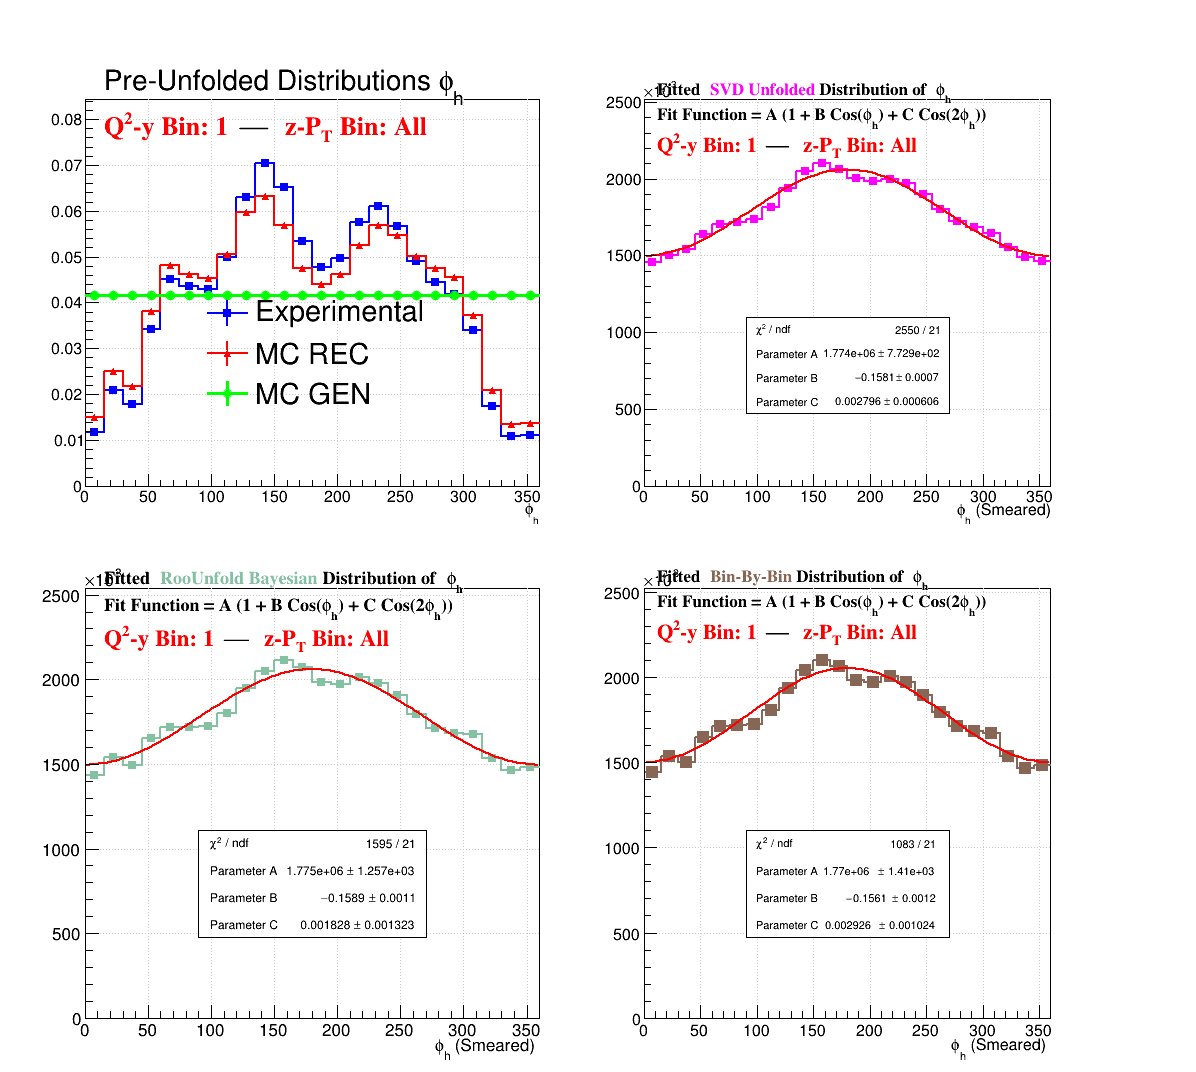 Pre-Unfolded Distributions ϕh
Q²-y Bin: 1 — z-PT Bin: All
0.08
0.07
0.06
0.05
0.04
0.03
0.02
0.01
0
Experimental
MC REC
MC GEN
0 50 100 150 200 250 300 350
ϕh
Fitted SVD Unfolded Distribution of ϕh
Fit Function = A (1 + B Cos(ϕh) + C Cos(2ϕh))
Q²-y Bin: 1 — z-PT Bin: All
2500
2000
1500
1000
500
χ² / ndf 2550 / 21
Parameter A 1.774e+06 ± 7.729e+02
Parameter B −0.1581 ± 0.0007
Parameter C 0.002796 ± 0.000606
0
0 50 100 150 200 250 300 350
ϕh (Smeared)
Fitted RooUnfold Bayesian Distribution of ϕh
Fit Function = A (1 + B Cos(ϕh) + C Cos(2ϕh))
Q²-y Bin: 1 — z-PT Bin: All
2500
2000
1500
1000
500
χ² / ndf 1595 / 21
Parameter A 1.775e+06 ± 1.257e+03
Parameter B −0.1589 ± 0.0011
Parameter C 0.001828 ± 0.001323
0
0 50 100 150 200 250 300 350
ϕh (Smeared)
Fitted Bin-By-Bin Distribution of ϕh
Fit Function = A (1 + B Cos(ϕh) + C Cos(2ϕh))
Q²-y Bin: 1 — z-PT Bin: All
2500
2000
1500
1000
500
χ² / ndf 1083 / 21
Parameter A 1.77e+06 ± 1.41e+03
Parameter B −0.1561 ± 0.0012
Parameter C 0.002926 ± 0.001024
0
0 50 100 150 200 250 300 350
ϕh (Smeared)